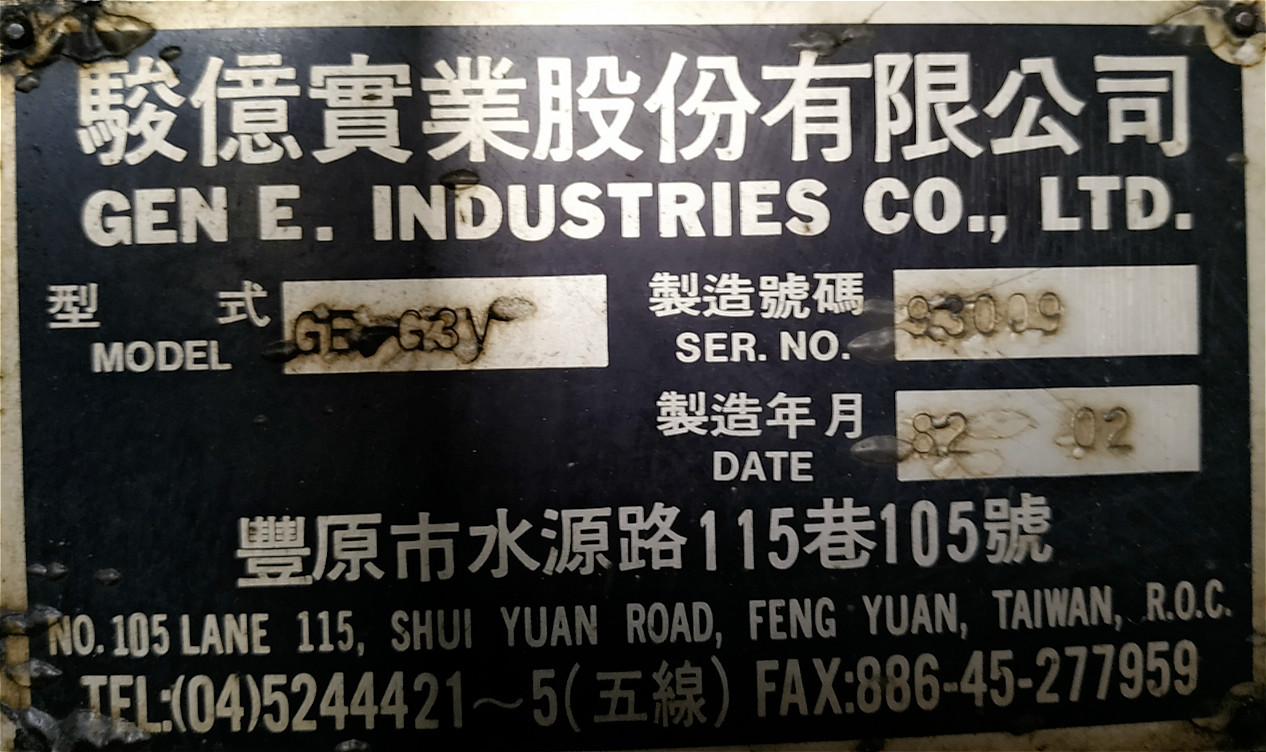 駿億實業股份有限公司
GEN E. INDUSTRIES CO., LTD.
型式 GE-G3V 製造號碼 93009
MODEL SER. NO.
製造年月 82 02
DATE
豐原市水源路115巷105號
NO.105 LANE 115, SHUI YUAN ROAD, FENG YUAN, TAIWAN, R.O.C.
TEL:(04)5244421～5(五線) FAX:886-45-277959